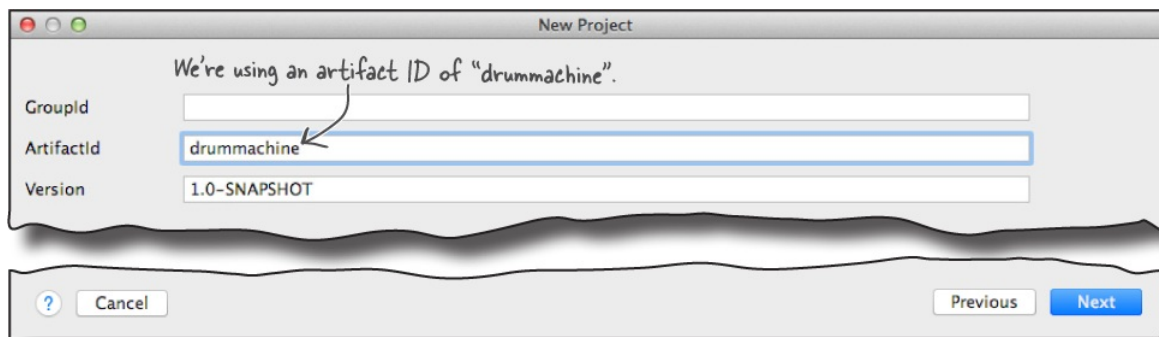 New Project
We're using an artifact ID of "drummachine".
GroupId
ArtifactId drummachine
Version 1.0-SNAPSHOT
? Cancel Previous Next